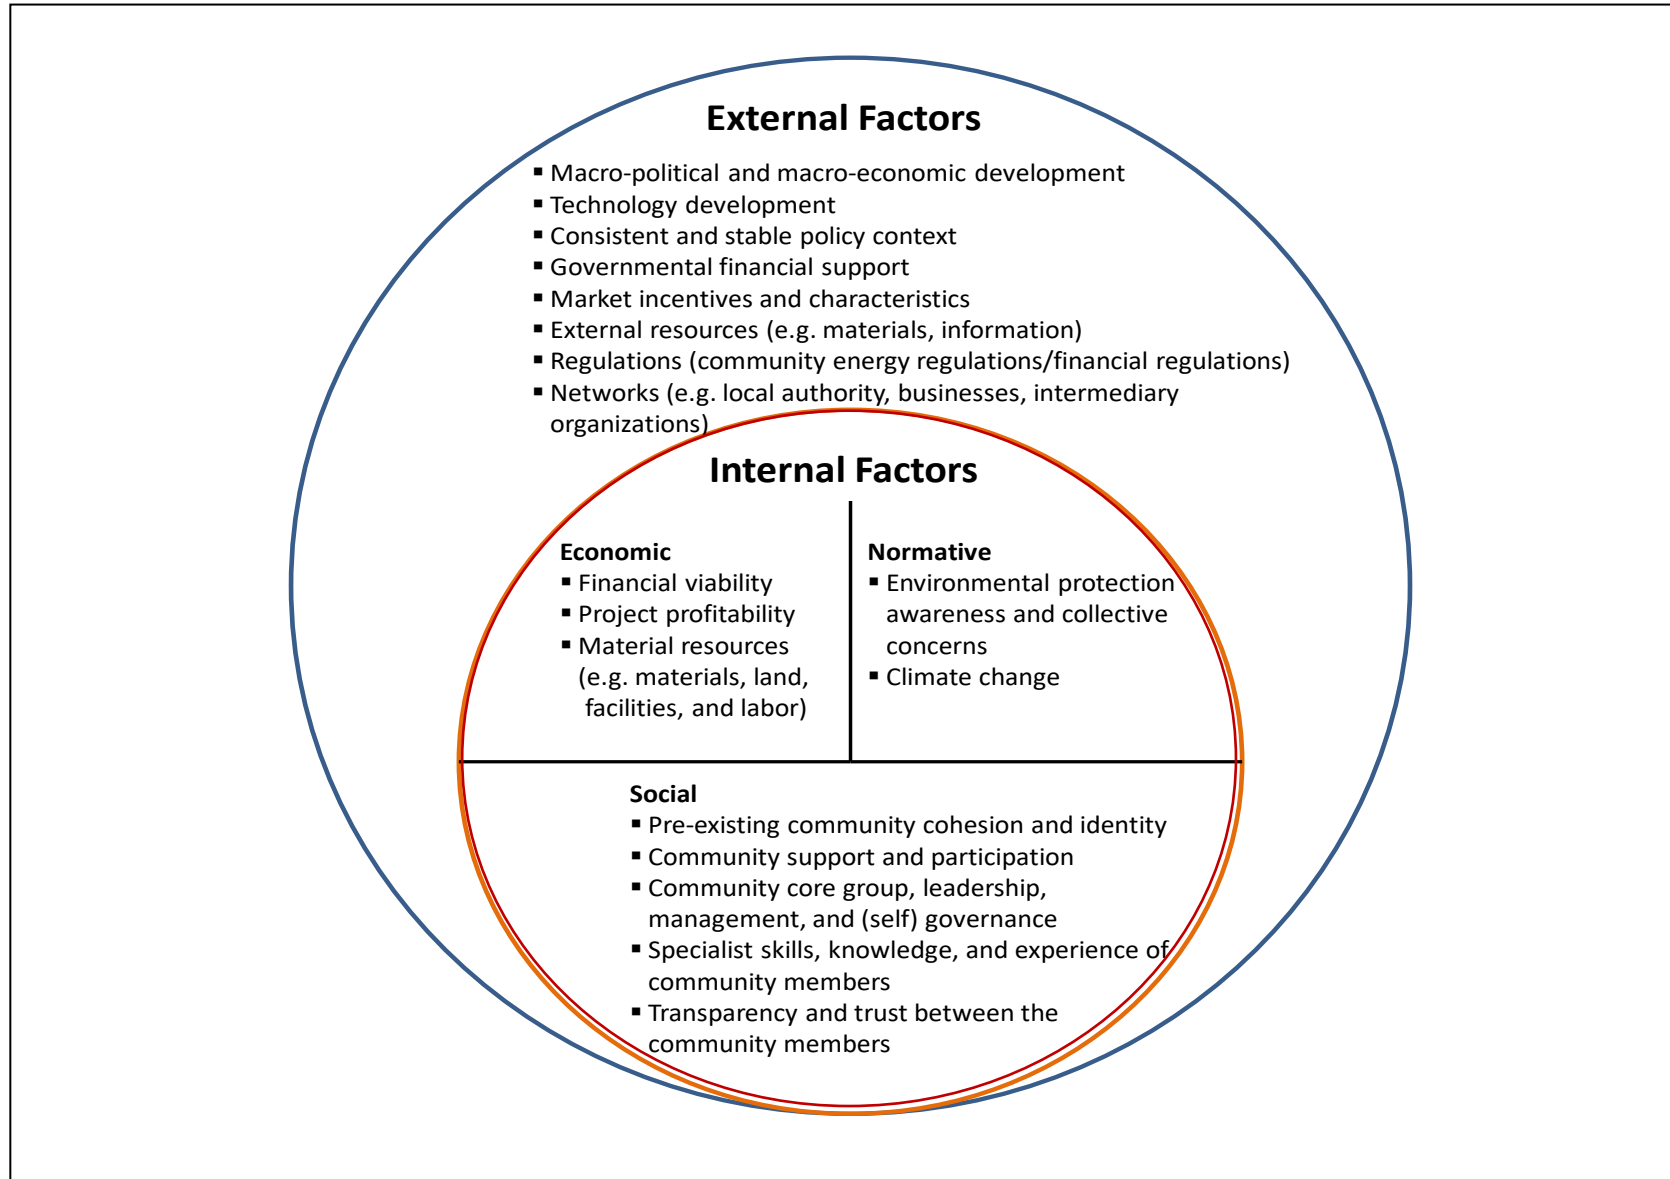 External Factors
▪ Macro-political and macro-economic development
▪ Technology development
▪ Consistent and stable policy context
▪ Governmental financial support
▪ Market incentives and characteristics
▪ External resources (e.g. materials, information)
▪ Regulations (community energy regulations/financial regulations)
▪ Networks (e.g. local authority, businesses, intermediary
organizations)
Internal Factors
Economic
▪ Financial viability
▪ Project profitability
▪ Material resources
(e.g. materials, land,
facilities, and labor)
Normative
▪ Environmental protection
awareness and collective
concerns
▪ Climate change
Social
▪ Pre-existing community cohesion and identity
▪ Community support and participation
▪ Community core group, leadership,
management, and (self) governance
▪ Specialist skills, knowledge, and experience of
community members
▪ Transparency and trust between the
community members